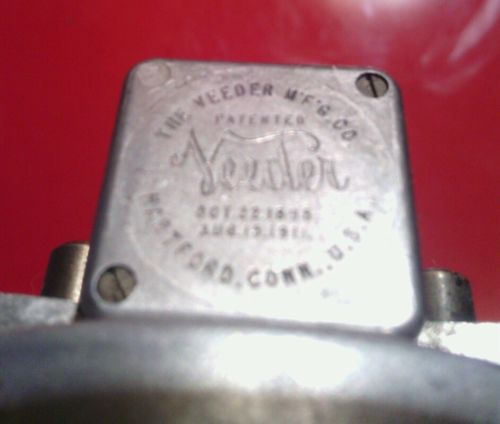 THE VEEDER M'F'G. CO.
PATENTED
Veeder
OCT. 22. 1895
AUG. 15. 1911
HARTFORD, CONN., U.S.A.